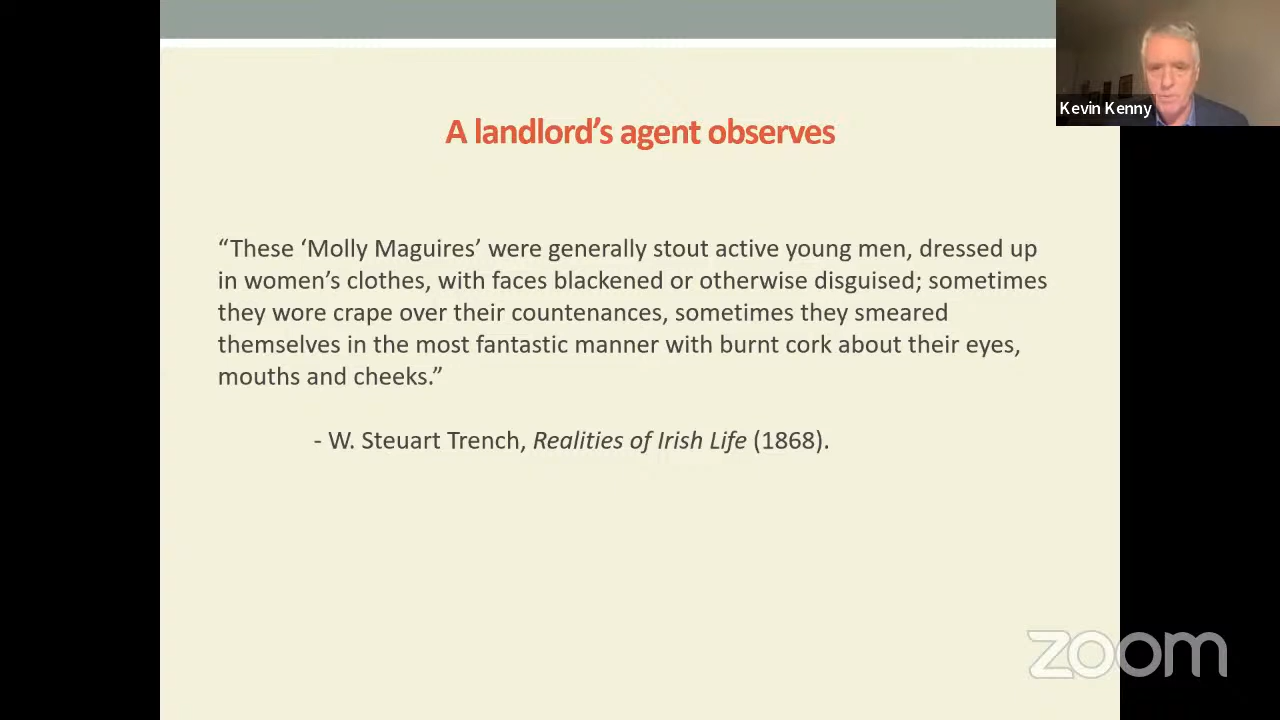 Kevin Kenny
A landlord’s agent observes
“These ‘Molly Maguires’ were generally stout active young men, dressed up
in women’s clothes, with faces blackened or otherwise disguised; sometimes
they wore crape over their countenances, sometimes they smeared
themselves in the most fantastic manner with burnt cork about their eyes,
mouths and cheeks.”
- W. Steuart Trench, Realities of Irish Life (1868).
zoom